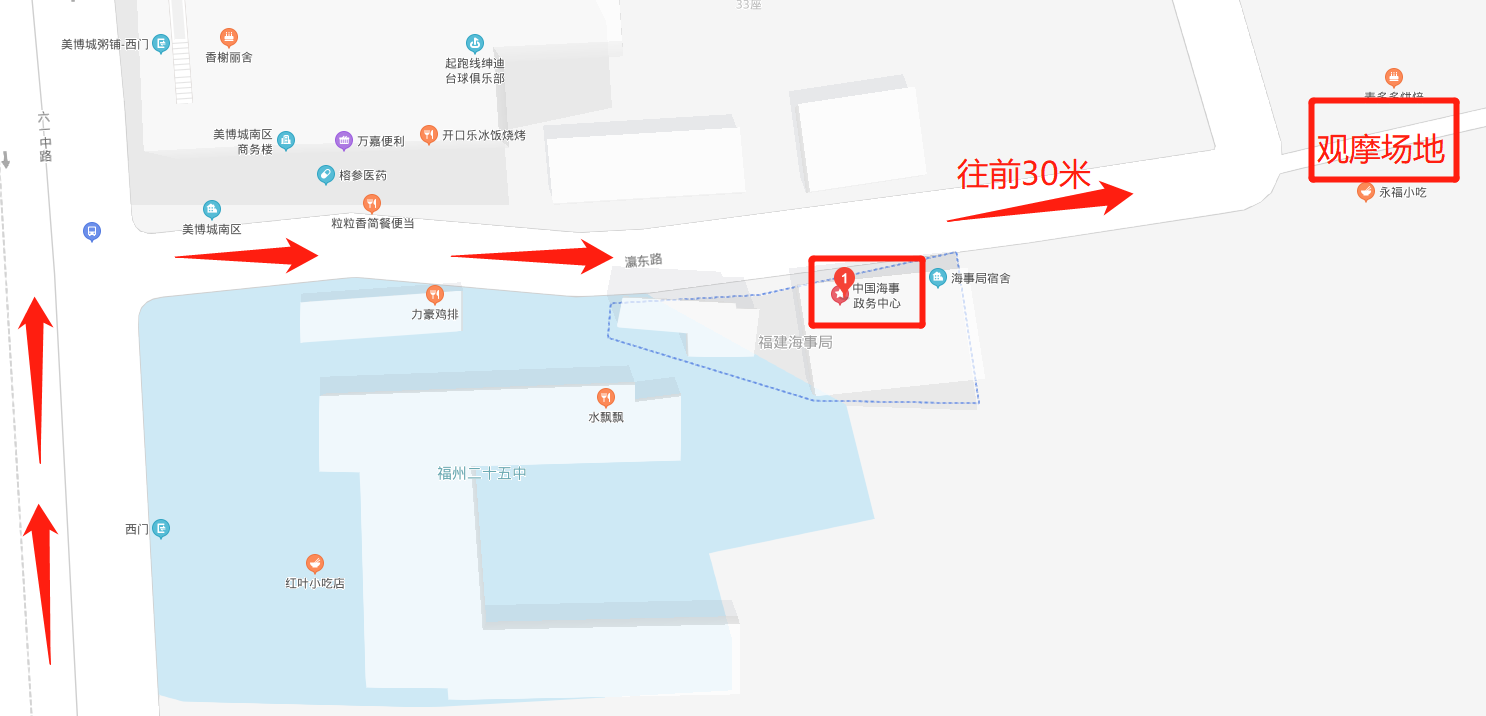 33座
美博城粥铺-西门
香榭丽舍
起跑线绅迪
台球俱乐部
麦多多烘焙
六一中路
美博城南区
商务楼
万嘉便利
开口乐冰饭烧烤
观摩场地
榕参医药
往前30米
永福小吃
粒粒香简餐便当
美博城南区
瀛东路
1
中国海事
政务中心
海事局宿舍
力豪鸡排
福建海事局
水飘飘
福州二十五中
西门
红叶小吃店